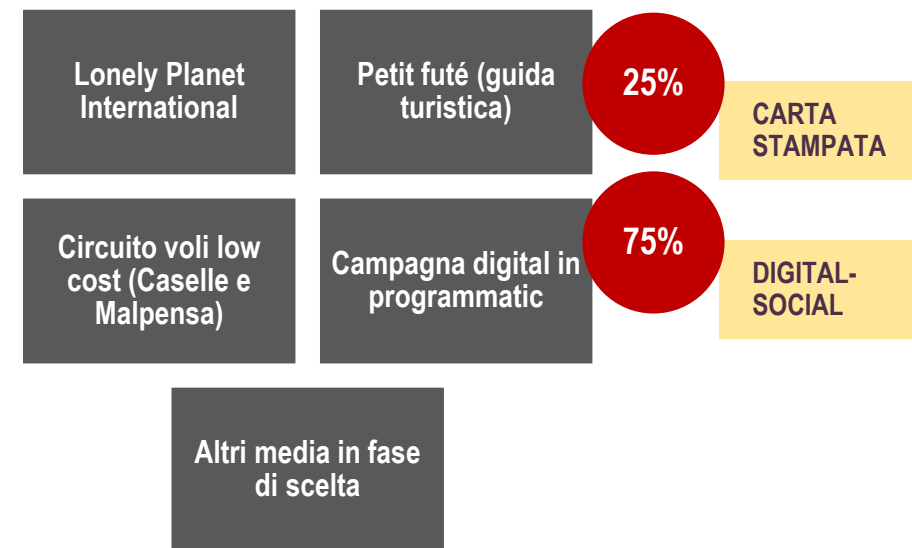 Lonely Planet
International
Petit futé (guida
turistica)
25%
CARTA
STAMPATA
Circuito voli low
cost (Caselle e
Malpensa)
Campagna digital in
programmatic
75%
DIGITAL-
SOCIAL
Altri media in fase
di scelta